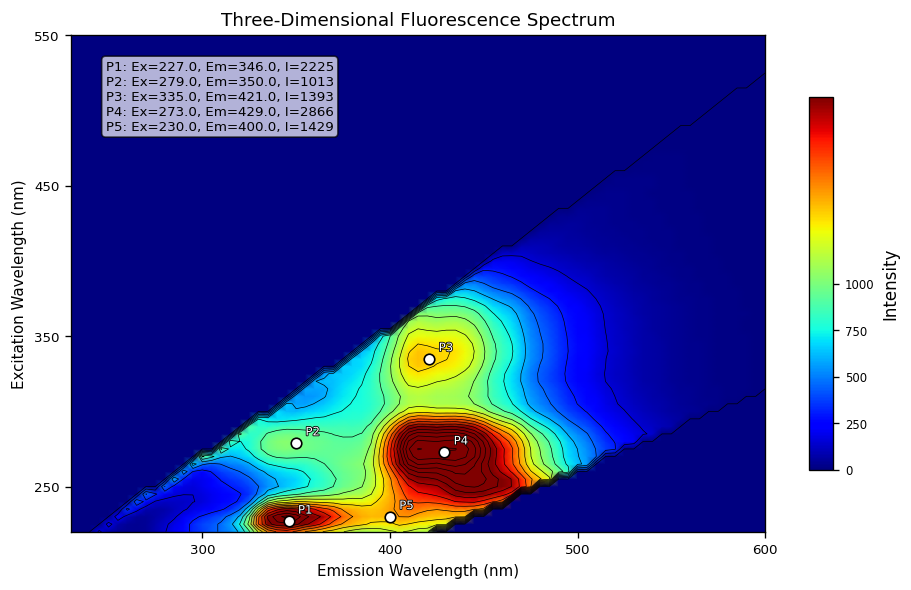 Three-Dimensional Fluorescence Spectrum
550
450
350
250
Excitation Wavelength (nm)
P1: Ex=227.0, Em=346.0, I=2225
P2: Ex=279.0, Em=350.0, I=1013
P3: Ex=335.0, Em=421.0, I=1393
P4: Ex=273.0, Em=429.0, I=2866
P5: Ex=230.0, Em=400.0, I=1429
P3
P2
P4
P5
P1
300
400
500
600
Emission Wavelength (nm)
1000
750
500
250
0
Intensity